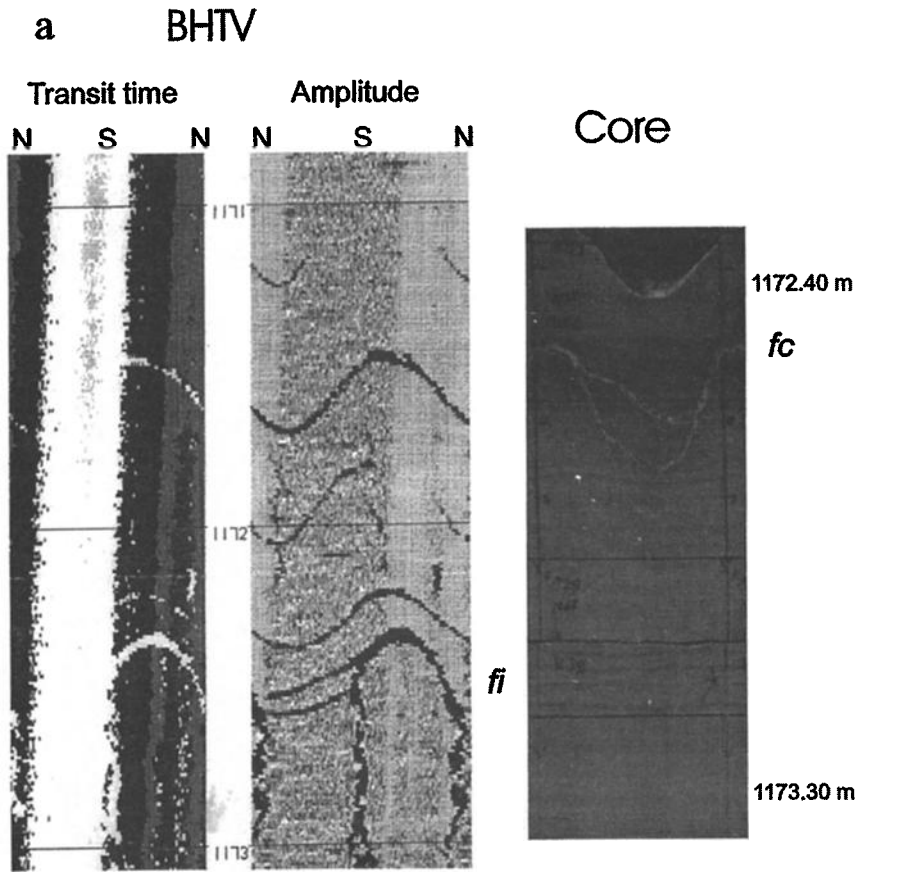 a BHTV
Transit time Amplitude
Core
N S N N S N
1171
1172.40 m
fc
1172
fi
1173.30 m
1173